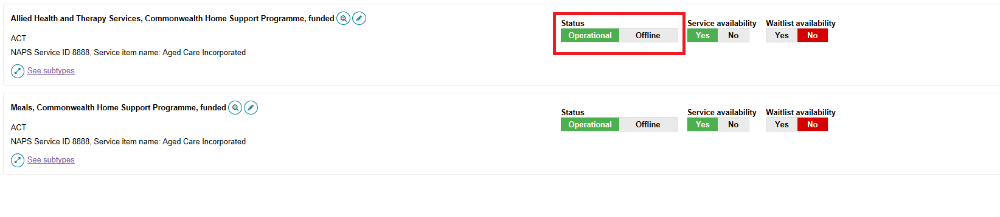 Allied Health and Therapy Services, Commonwealth Home Support Programme, funded
Status
Service availability
Waitlist availability
Operational Offline
Yes No
Yes No
ACT
NAPS Service ID 8888, Service item name: Aged Care Incorporated
See subtypes
Meals, Commonwealth Home Support Programme, funded
Status
Service availability
Waitlist availability
Operational Offline
Yes No
Yes No
ACT
NAPS Service ID 8888, Service item name: Aged Care Incorporated
See subtypes